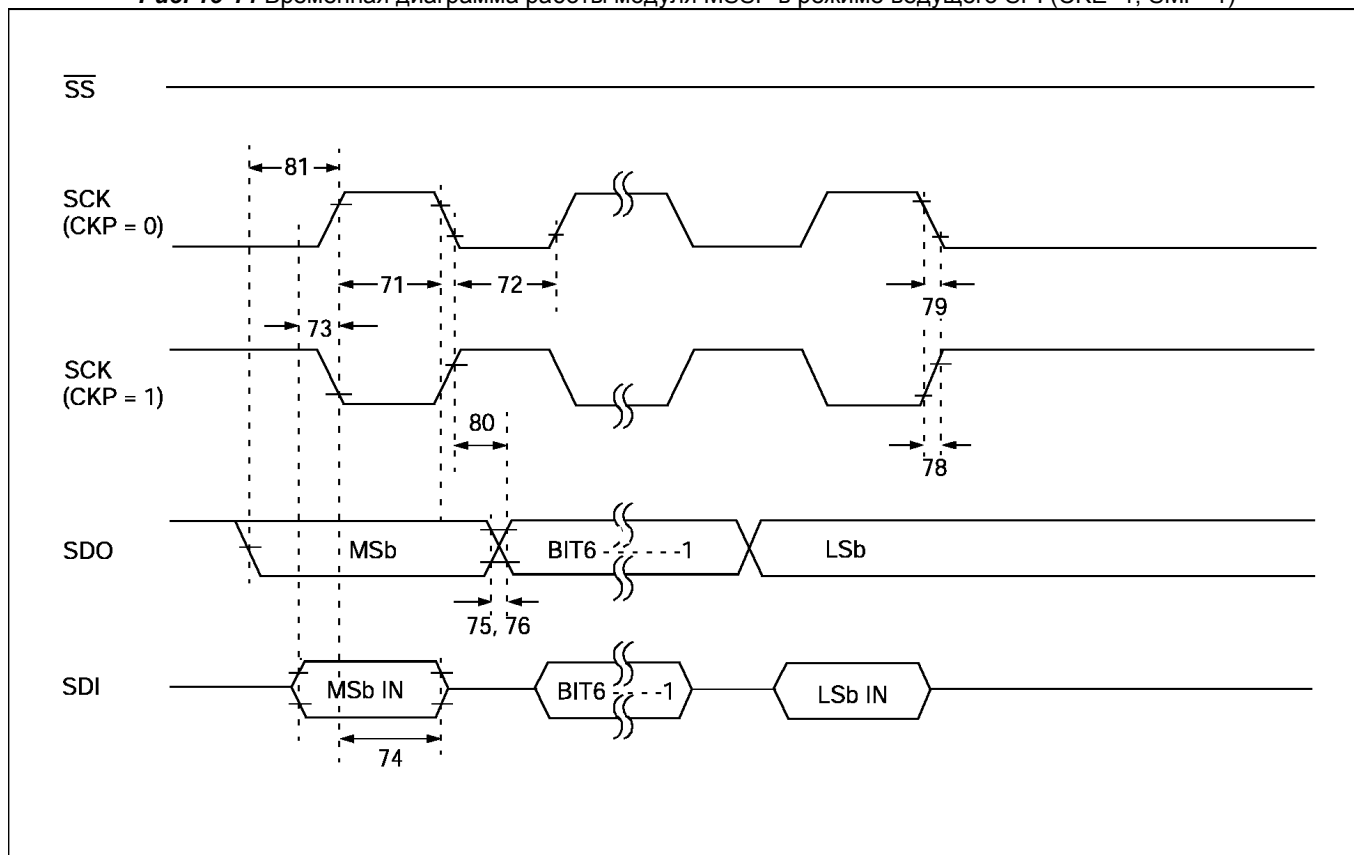 SS
81
SCK
(CKP = 0)
71
72
79
73
SCK
(CKP = 1)
80
78
SDO
MSb
BIT6 - - - - - -1
LSb
75, 76
SDI
MSb IN
BIT6 - - - - -1
LSb IN
74